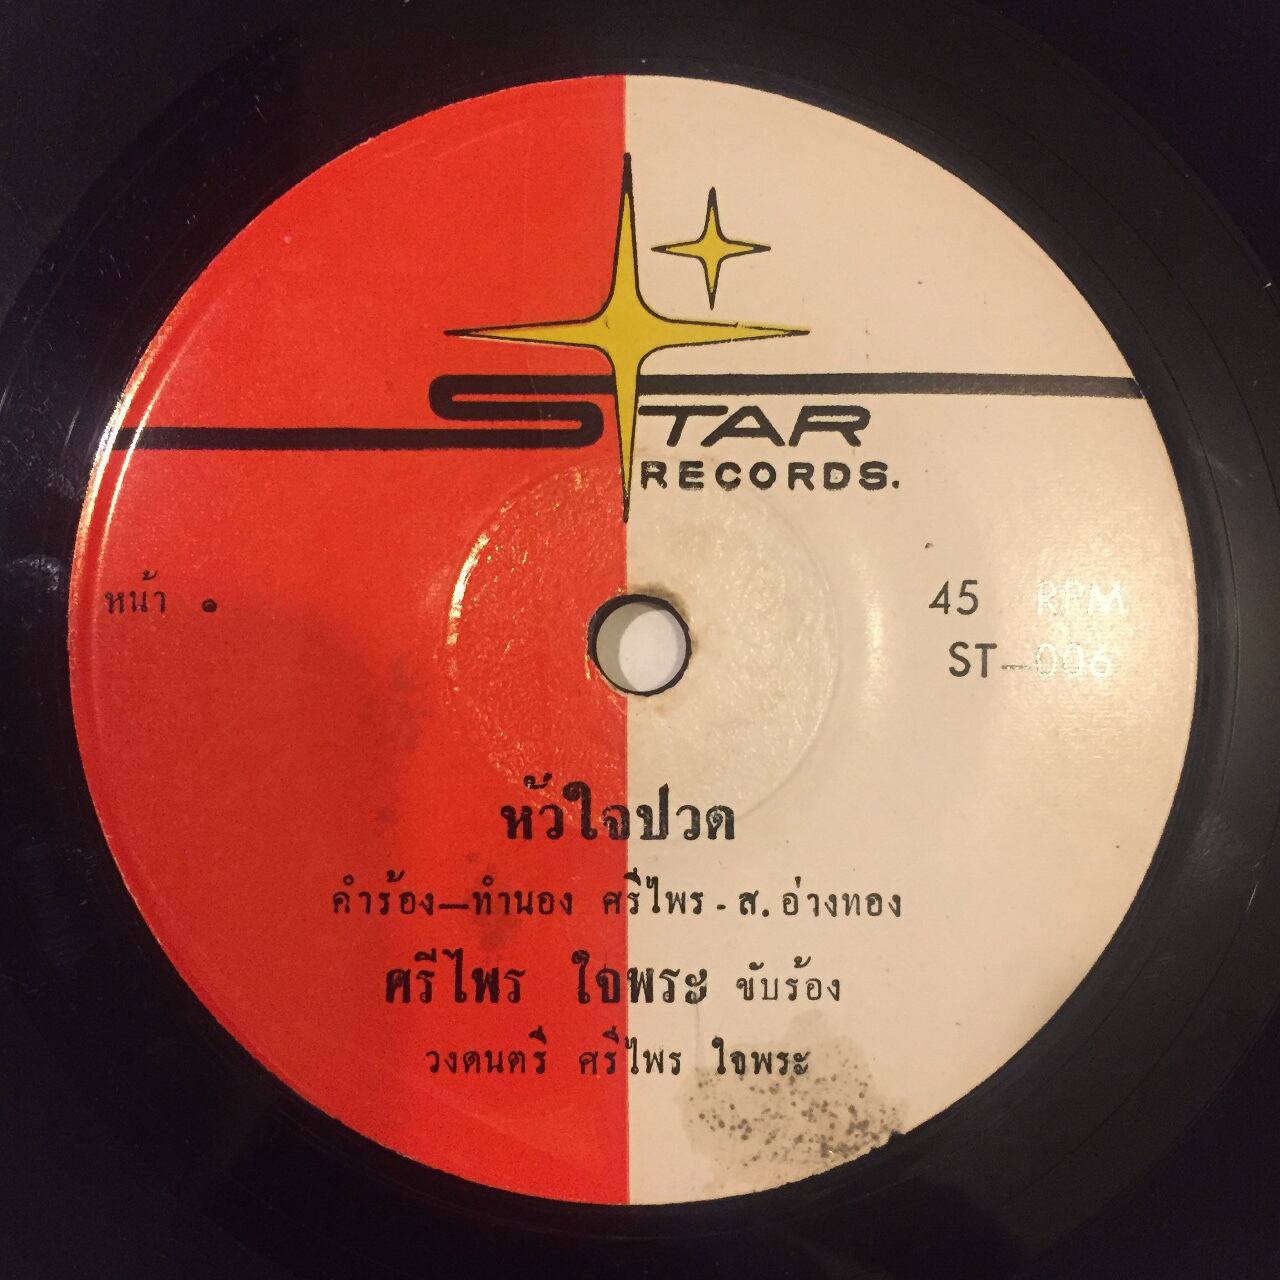 STAR
RECORDS.
หน้า ๑
45 RPM
ST-006
หัวใจปวด
คำร้อง—ทำนอง ศรีไพร - ส. อ่างทอง
ศรีไพร ใจพระ ขับร้อง
วงดนตรี ศรีไพร ใจพระ